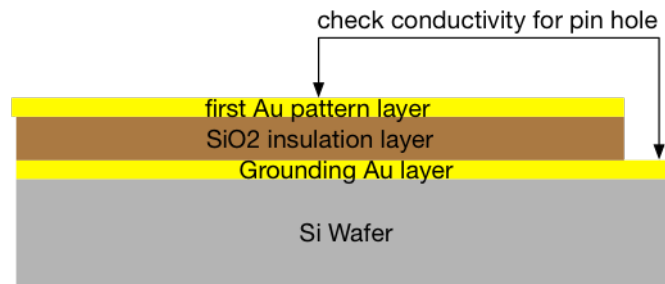 check conductivity for pin hole
first Au pattern layer
SiO2 insulation layer
Grounding Au layer
Si Wafer